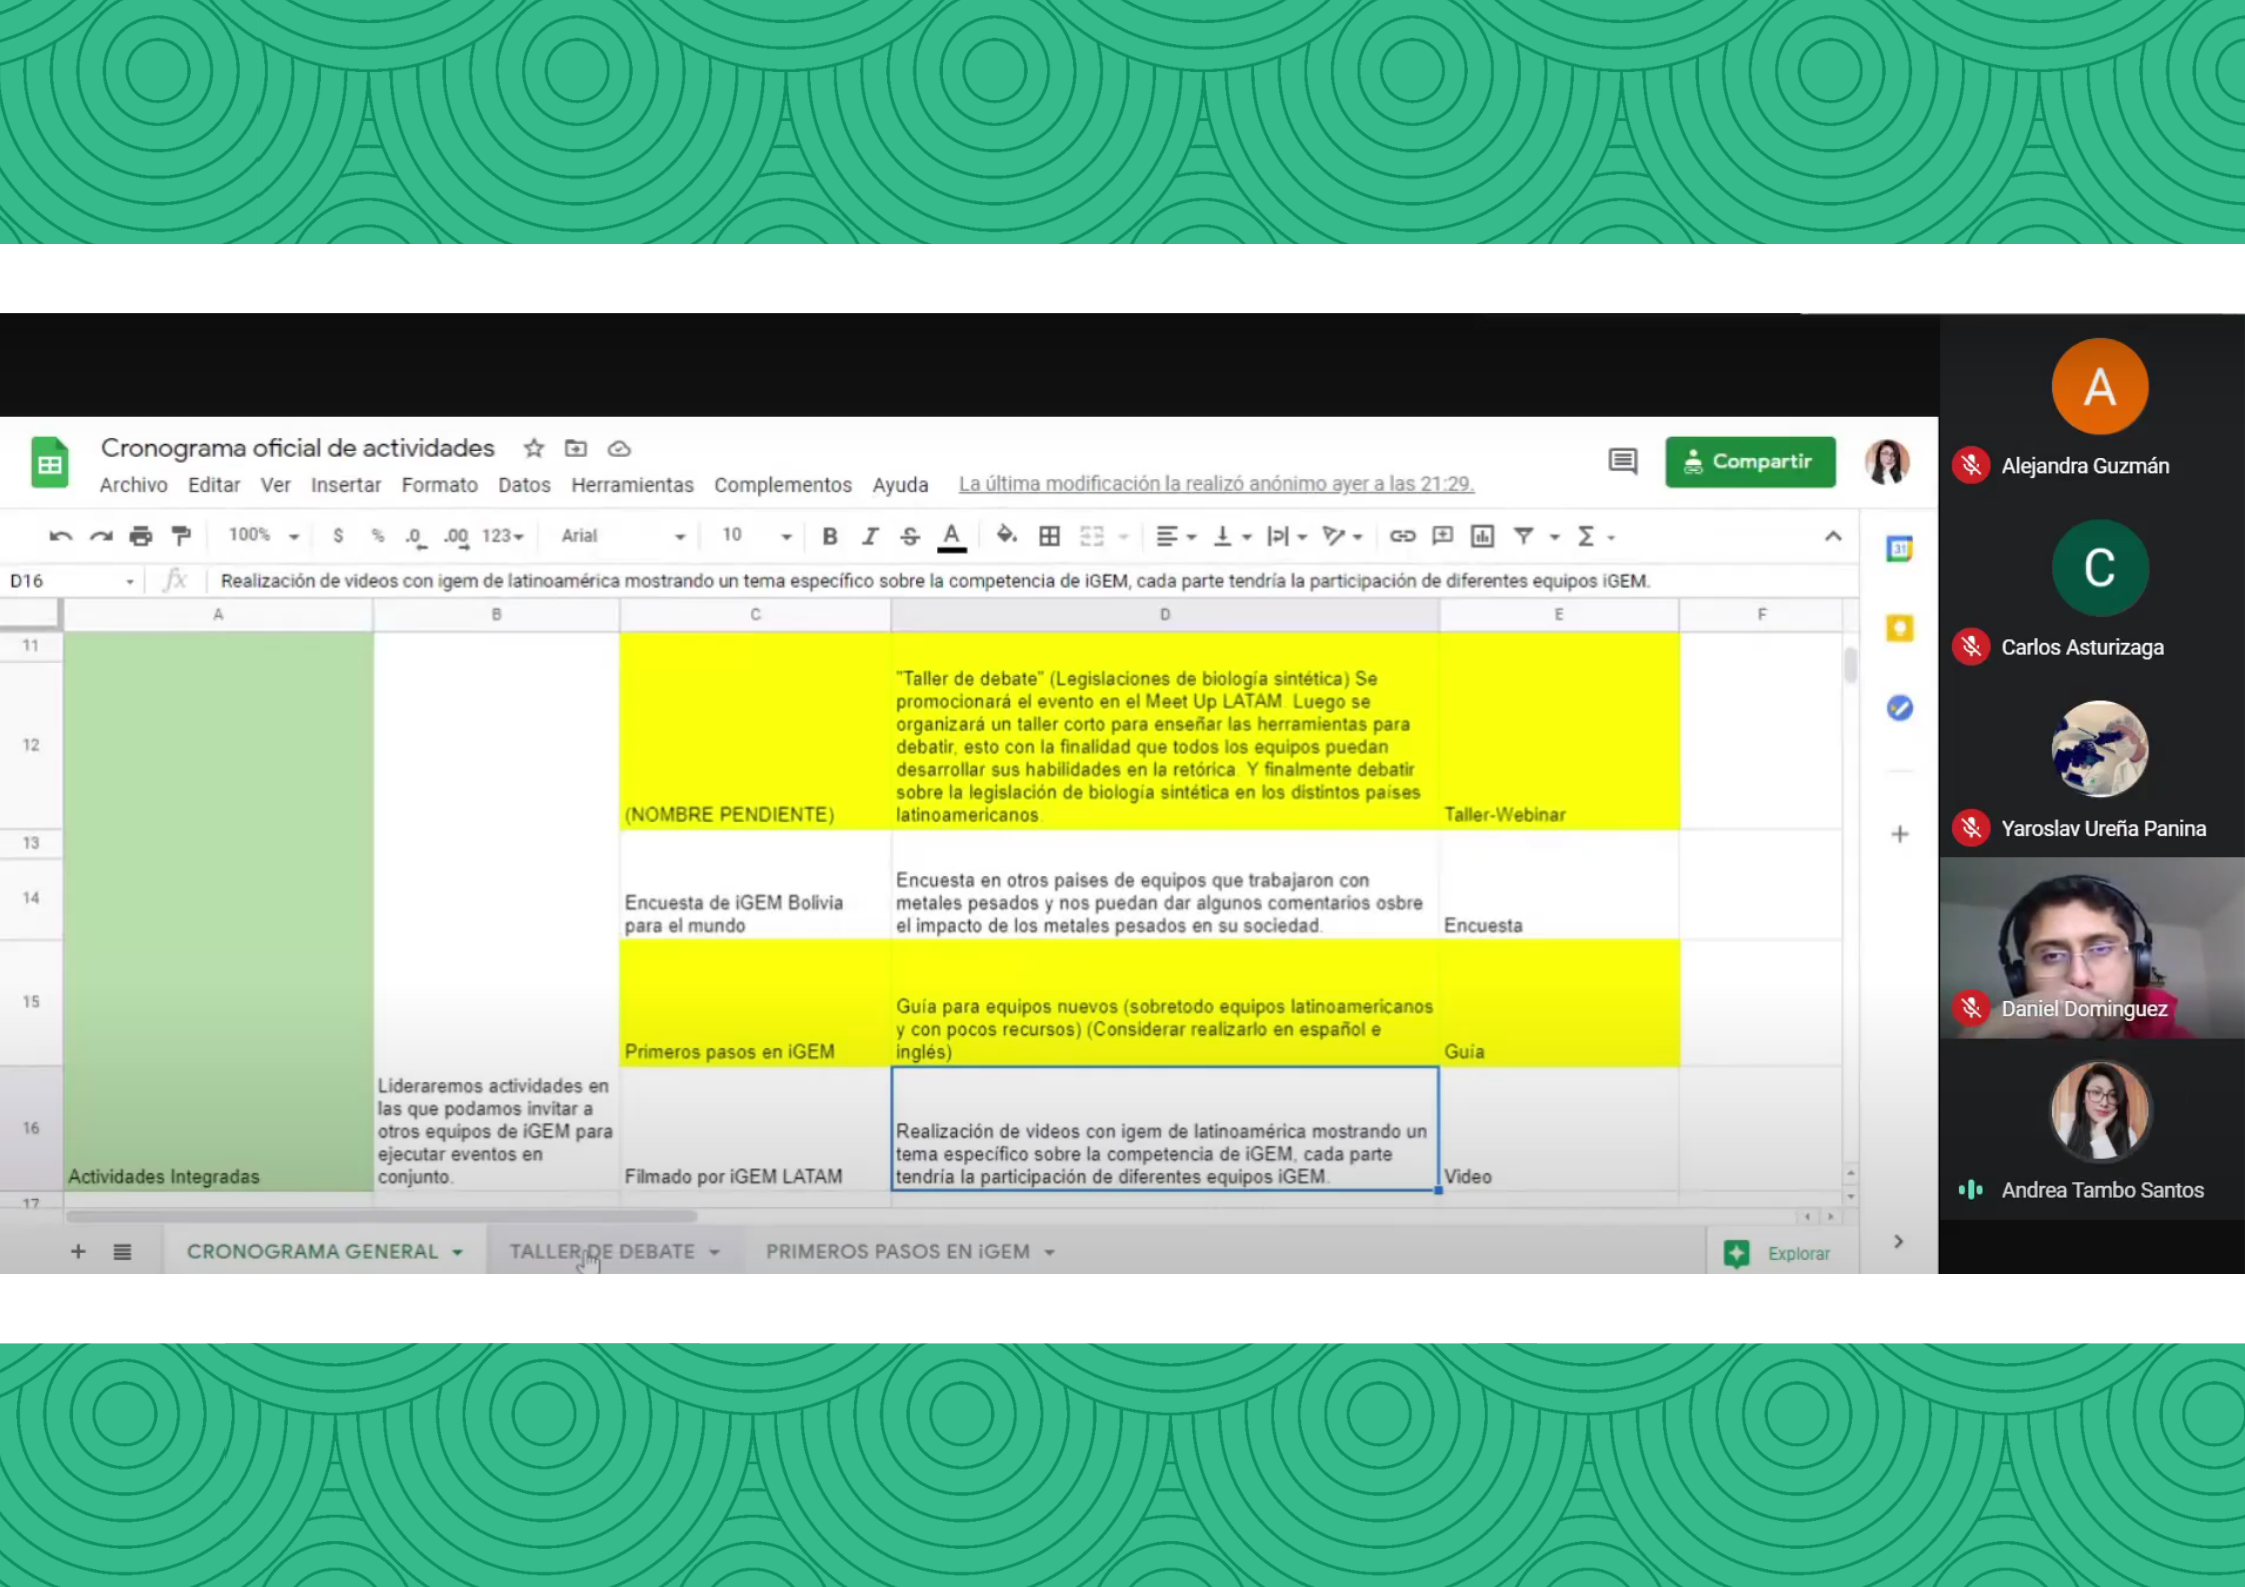 Cronograma oficial de actividades
Archivo Editar Ver Insertar Formato Datos Herramientas Complementos Ayuda La última modificación la realizó anónimo ayer a las 21:29.
Compartir
100% $ % .0 .00 123 Arial 10 B I S A
31
D16 fx Realización de videos con igem de latinoamérica mostrando un tema específico sobre la competencia de iGEM, cada parte tendría la participación de diferentes equipos iGEM.
A B C D E F
11
12
"Taller de debate" (Legislaciones de biología sintética) Se
promocionará el evento en el Meet Up LATAM. Luego se
organizará un taller corto para enseñar las herramientas para
debatir, esto con la finalidad que todos los equipos puedan
desarrollar sus habilidades en la retórica. Y finalmente debatir
sobre la legislación de biología sintética en los distintos países
latinoamericanos.
(NOMBRE PENDIENTE)
Taller-Webinar
13
14
Encuesta de iGEM Bolivia
para el mundo
Encuesta en otros paises de equipos que trabajaron con
metales pesados y nos puedan dar algunos comentarios osbre
el impacto de los metales pesados en su sociedad.
Encuesta
15
Primeros pasos en iGEM
Guía para equipos nuevos (sobretodo equipos latinoamericanos
y con pocos recursos) (Considerar realizarlo en español e
inglés)
Guía
16
Actividades Integradas
Lideraremos actividades en
las que podamos invitar a
otros equipos de iGEM para
ejecutar eventos en
conjunto.
Filmado por iGEM LATAM
Realización de videos con igem de latinoamérica mostrando un
tema específico sobre la competencia de iGEM, cada parte
tendría la participación de diferentes equipos iGEM.
Video
17
CRONOGRAMA GENERAL TALLER DE DEBATE PRIMEROS PASOS EN iGEM
Explorar
A
Alejandra Guzmán
C
Carlos Asturizaga
Yaroslav Ureña Panina
Daniel Dominguez
Andrea Tambo Santos